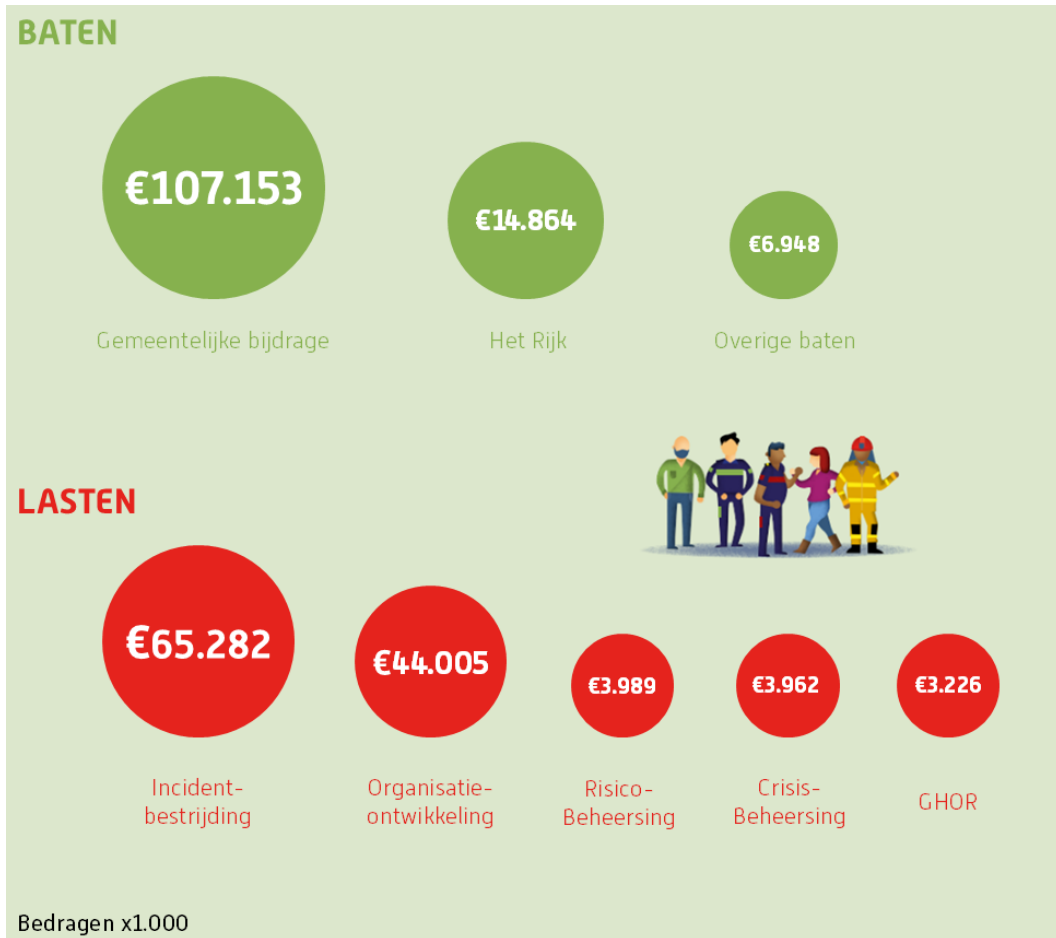 BATEN
€107.153
€14.864
€6.948
Gemeentelijke bijdrage
Het Rijk
Overige baten
LASTEN
€65.282
€44.005
€3.989
€3.962
€3.226
Incident-
bestrijding
Organisatie-
ontwikkeling
Risico-
Beheersing
Crisis-
Beheersing
GHOR
Bedragen x1.000